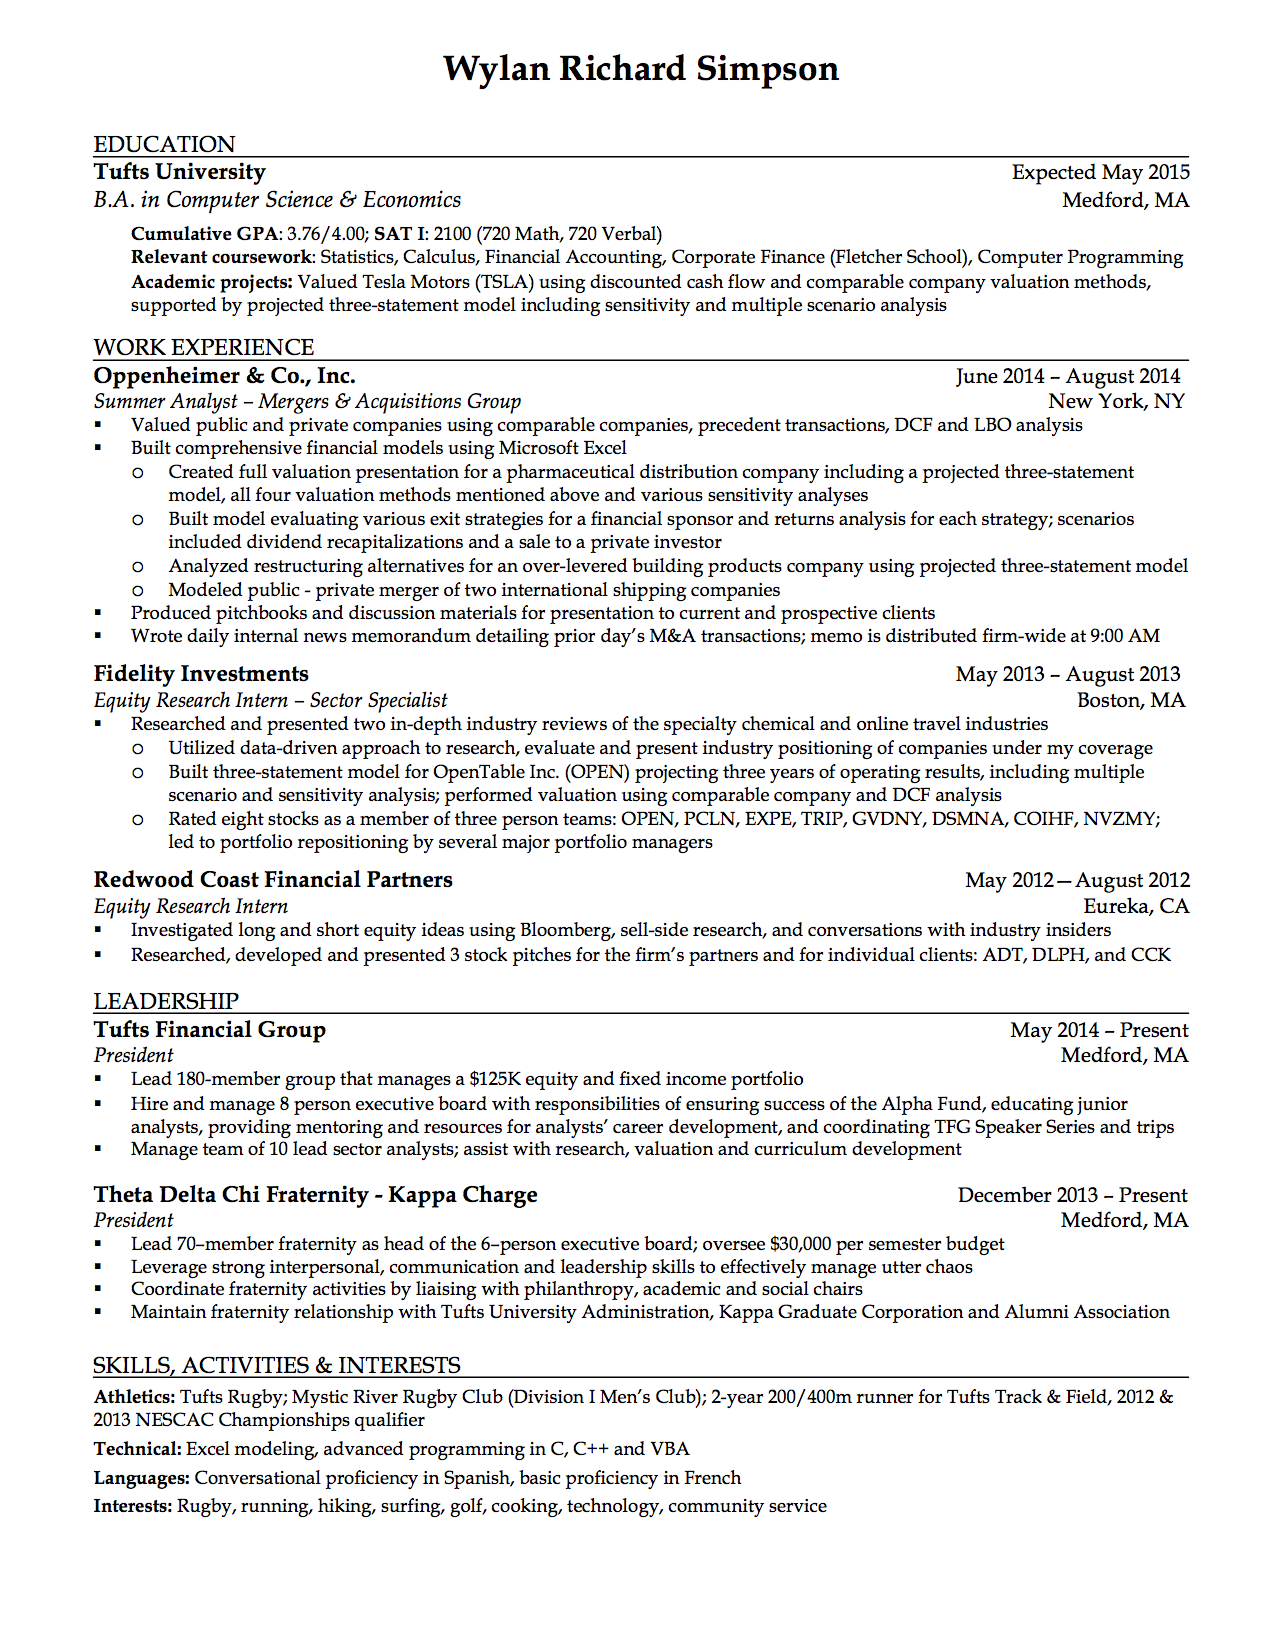 Wylan Richard Simpson
EDUCATION
Tufts University Expected May 2015
B.A. in Computer Science & Economics Medford, MA
Cumulative GPA: 3.76/4.00; SAT I: 2100 (720 Math, 720 Verbal)
Relevant coursework: Statistics, Calculus, Financial Accounting, Corporate Finance (Fletcher School), Computer Programming
Academic projects: Valued Tesla Motors (TSLA) using discounted cash flow and comparable company valuation methods,
supported by projected three-statement model including sensitivity and multiple scenario analysis
WORK EXPERIENCE
Oppenheimer & Co., Inc. June 2014 – August 2014
Summer Analyst – Mergers & Acquisitions Group New York, NY
▪ Valued public and private companies using comparable companies, precedent transactions, DCF and LBO analysis
▪ Built comprehensive financial models using Microsoft Excel
o Created full valuation presentation for a pharmaceutical distribution company including a projected three-statement
model, all four valuation methods mentioned above and various sensitivity analyses
o Built model evaluating various exit strategies for a financial sponsor and returns analysis for each strategy; scenarios
included dividend recapitalizations and a sale to a private investor
o Analyzed restructuring alternatives for an over-levered building products company using projected three-statement model
o Modeled public - private merger of two international shipping companies
▪ Produced pitchbooks and discussion materials for presentation to current and prospective clients
▪ Wrote daily internal news memorandum detailing prior day's M&A transactions; memo is distributed firm-wide at 9:00 AM
Fidelity Investments May 2013 – August 2013
Equity Research Intern – Sector Specialist Boston, MA
▪ Researched and presented two in-depth industry reviews of the specialty chemical and online travel industries
o Utilized data-driven approach to research, evaluate and present industry positioning of companies under my coverage
o Built three-statement model for OpenTable Inc. (OPEN) projecting three years of operating results, including multiple
scenario and sensitivity analysis; performed valuation using comparable company and DCF analysis
o Rated eight stocks as a member of three person teams: OPEN, PCLN, EXPE, TRIP, GVDNY, DSMNA, COIHF, NVZMY;
led to portfolio repositioning by several major portfolio managers
Redwood Coast Financial Partners May 2012—August 2012
Equity Research Intern Eureka, CA
▪ Investigated long and short equity ideas using Bloomberg, sell-side research, and conversations with industry insiders
▪ Researched, developed and presented 3 stock pitches for the firm's partners and for individual clients: ADT, DLPH, and CCK
LEADERSHIP
Tufts Financial Group May 2014 – Present
President Medford, MA
▪ Lead 180-member group that manages a $125K equity and fixed income portfolio
▪ Hire and manage 8 person executive board with responsibilities of ensuring success of the Alpha Fund, educating junior
analysts, providing mentoring and resources for analysts' career development, and coordinating TFG Speaker Series and trips
▪ Manage team of 10 lead sector analysts; assist with research, valuation and curriculum development
Theta Delta Chi Fraternity - Kappa Charge December 2013 – Present
President Medford, MA
▪ Lead 70–member fraternity as head of the 6–person executive board; oversee $30,000 per semester budget
▪ Leverage strong interpersonal, communication and leadership skills to effectively manage utter chaos
▪ Coordinate fraternity activities by liaising with philanthropy, academic and social chairs
▪ Maintain fraternity relationship with Tufts University Administration, Kappa Graduate Corporation and Alumni Association
SKILLS, ACTIVITIES & INTERESTS
Athletics: Tufts Rugby; Mystic River Rugby Club (Division I Men's Club); 2-year 200/400m runner for Tufts Track & Field, 2012 &
2013 NESCAC Championships qualifier
Technical: Excel modeling, advanced programming in C, C++ and VBA
Languages: Conversational proficiency in Spanish, basic proficiency in French
Interests: Rugby, running, hiking, surfing, golf, cooking, technology, community service